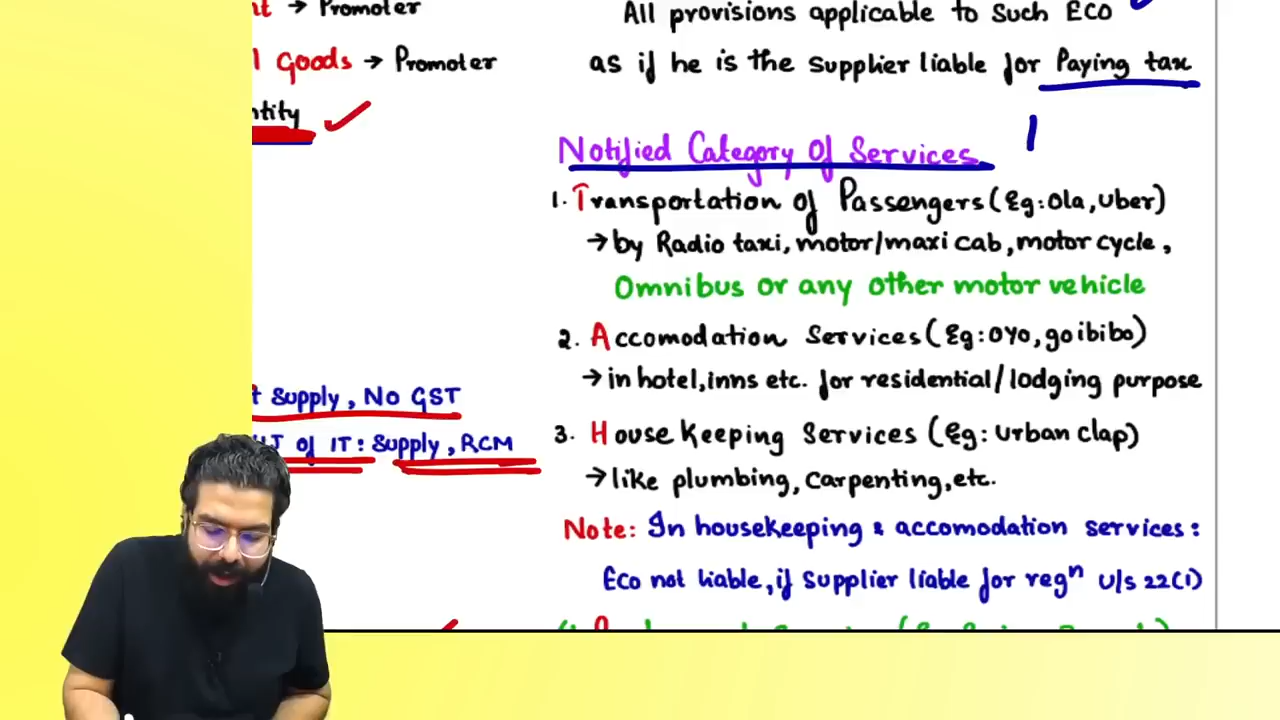 → Promoter
Goods → Promoter
Supply, No GST
of IT: Supply, RCM
All provisions applicable to such ECO
as if he is the supplier liable for Paying tax
Notified Category Of Services
1. Transportation of Passengers (Eg: Ola, Uber)
→ by Radio taxi, motor/maxi cab, motor cycle,
Omnibus or any other motor vehicle
2. Accomodation Services (Eg: OYO, goibibo)
→ in hotel, inns etc. for residential/lodging purpose
3. House Keeping Services (Eg: Urban clap)
→ like plumbing, Carpenting, etc.
Note: In housekeeping & accomodation services:
Eco not liable, if supplier liable for regⁿ u/s 22(1)